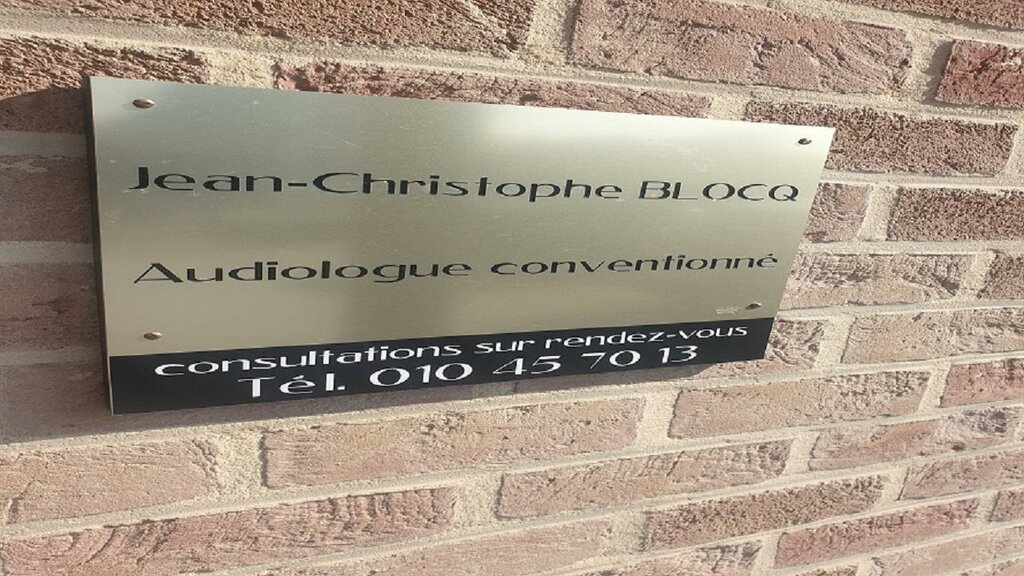 Jean-Christophe BLOCQ
Audiologue conventionné
consultations sur rendez-vous
Tél. 010 45 70 13